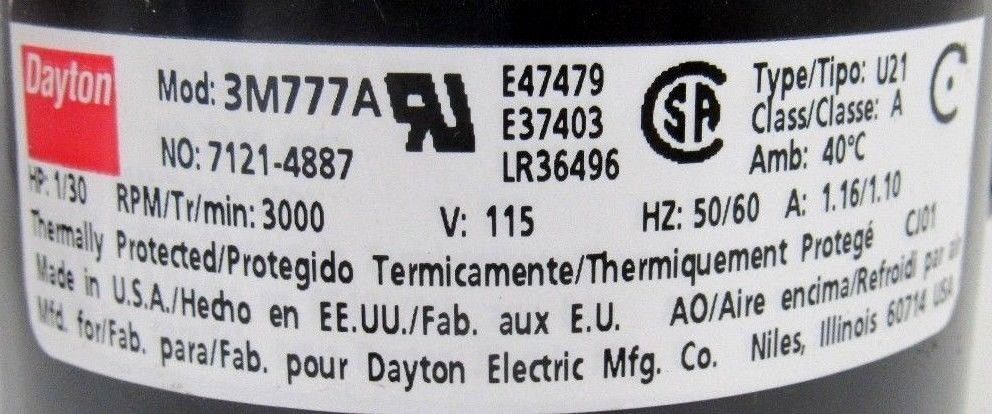 Dayton
Mod: 3M777A
NO: 7121-4887
E47479
E37403
LR36496
Type/Tipo: U21
Class/Classe: A
Amb: 40°C
HP: 1/30 RPM/Tr/min: 3000 V: 115 HZ: 50/60 A: 1.16/1.10
Thermally Protected/Protegido Termicamente/Thermiquement Protegé CJ01
Made in U.S.A./Hecho en EE.UU./Fab. aux E.U. AO/Aire encima/Refroidi par air
Mfd. for/Fab. para/Fab. pour Dayton Electric Mfg. Co. Niles, Illinois 60714 USA